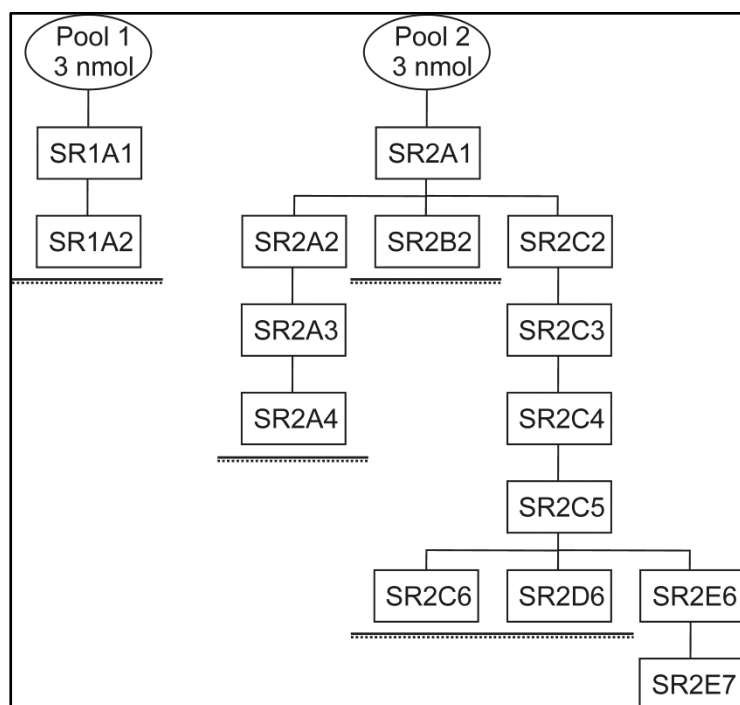 Pool 1
3 nmol
Pool 2
3 nmol
SR1A1
SR2A1
SR1A2
SR2A2
SR2B2
SR2C2
SR2A3
SR2C3
SR2A4
SR2C4
SR2C5
SR2C6
SR2D6
SR2E6
SR2E7